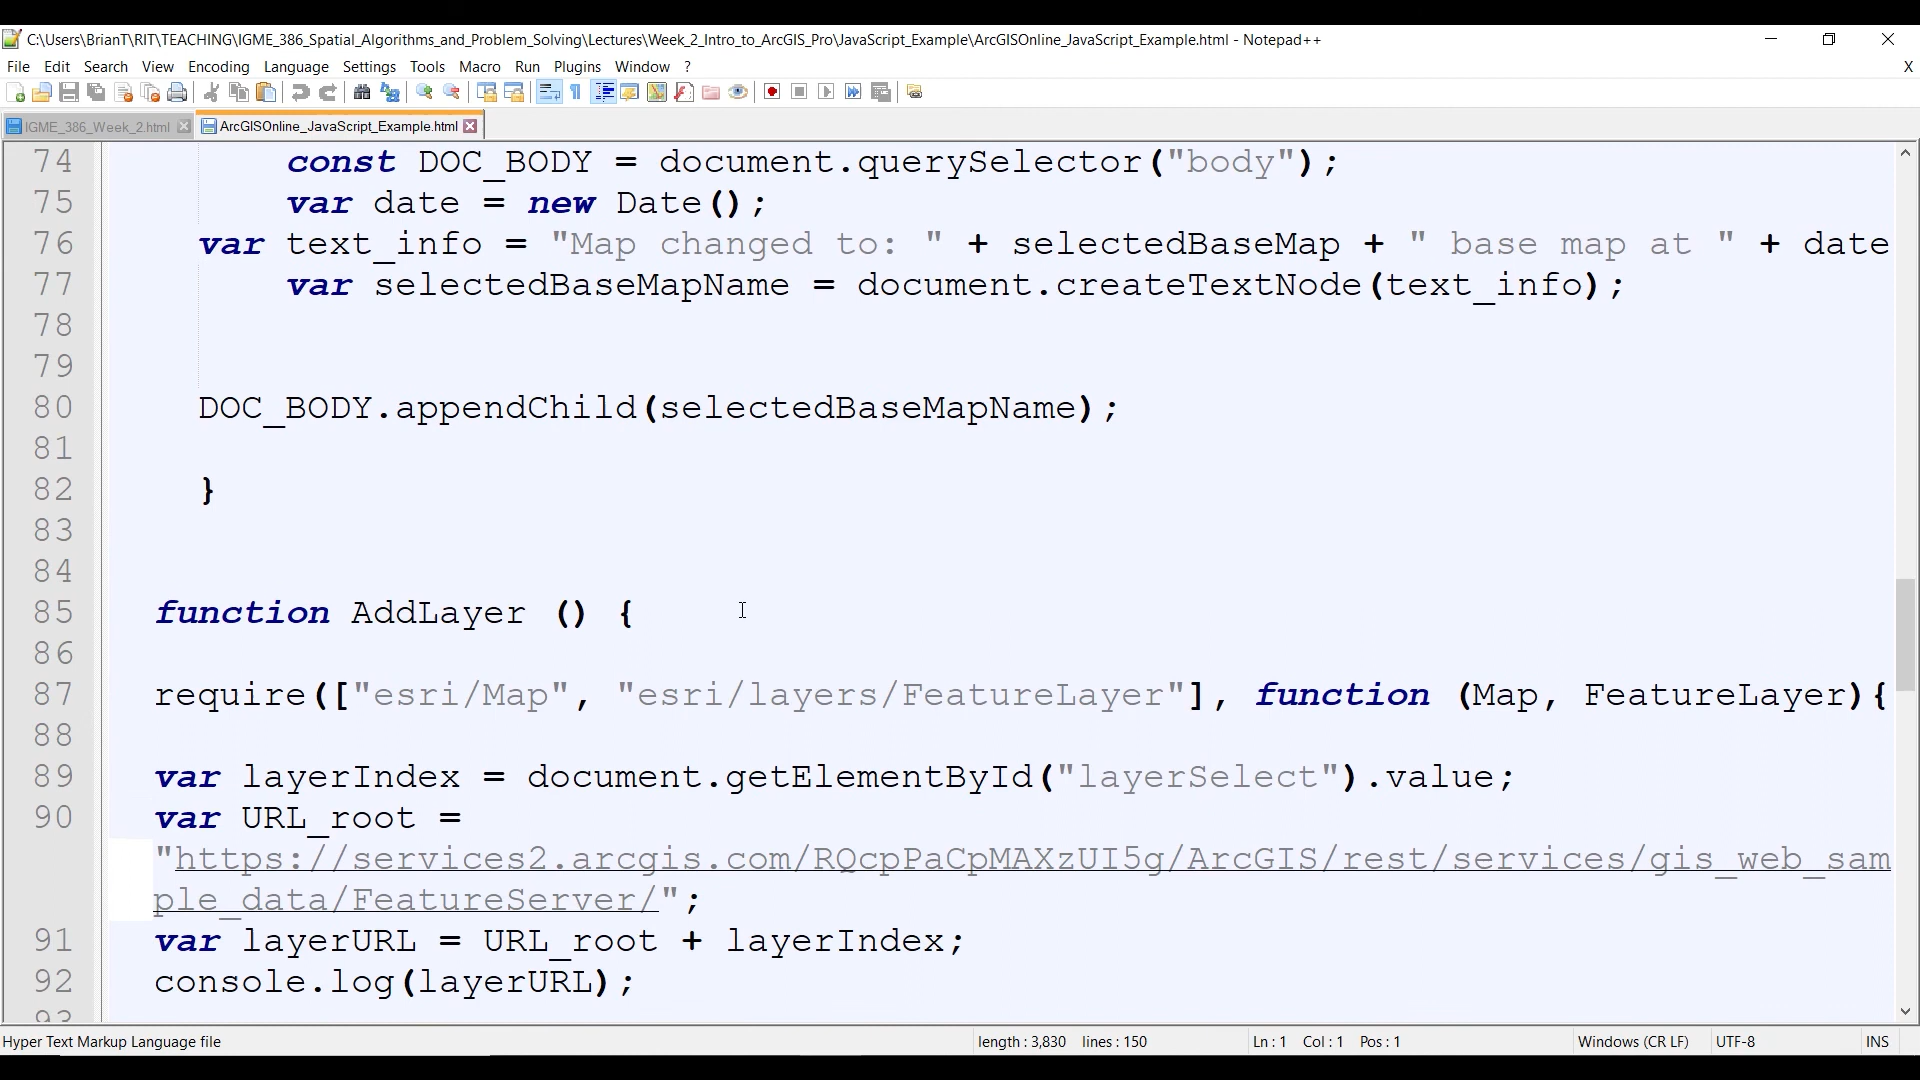 C:\Users\BrianT\RIT\TEACHING\IGME_386_Spatial_Algorithms_and_Problem_Solving\Lectures\Week_2_Intro_to_ArcGIS_Pro\JavaScript_Example\ArcGISOnline_JavaScript_Example.html - Notepad++
File Edit Search View Encoding Language Settings Tools Macro Run Plugins Window ? X
IGME_386_Week_2.html ArcGISOnline_JavaScript_Example.html
74 const DOC_BODY = document.querySelector("body");
75 var date = new Date();
76 var text_info = "Map changed to: " + selectedBaseMap + " base map at " + date
77 var selectedBaseMapName = document.createTextNode(text_info);
78
79
80 DOC_BODY.appendChild(selectedBaseMapName);
81
82 }
83
84
85 function AddLayer () {
86
87 require(["esri/Map", "esri/layers/FeatureLayer"], function (Map, FeatureLayer){
88
89 var layerIndex = document.getElementById("layerSelect").value;
90 var URL_root =
"https://services2.arcgis.com/RQcpPaCpMAXzUI5g/ArcGIS/rest/services/gis_web_sam
ple_data/FeatureServer/";
91 var layerURL = URL_root + layerIndex;
92 console.log(layerURL);
93
Hyper Text Markup Language file length : 3,830 lines : 150 Ln : 1 Col : 1 Pos : 1 Windows (CR LF) UTF-8 INS